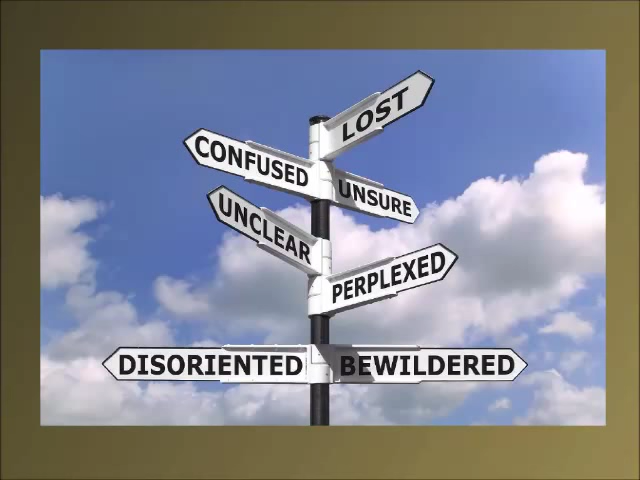 LOST
CONFUSED
UNSURE
UNCLEAR
PERPLEXED
DISORIENTED
BEWILDERED